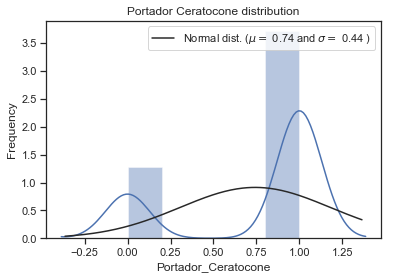 Portador Ceratocone distribution
Normal dist. (μ = 0.74 and σ = 0.44 )
Frequency
3.5
3.0
2.5
2.0
1.5
1.0
0.5
0.0
−0.25 0.00 0.25 0.50 0.75 1.00 1.25
Portador_Ceratocone